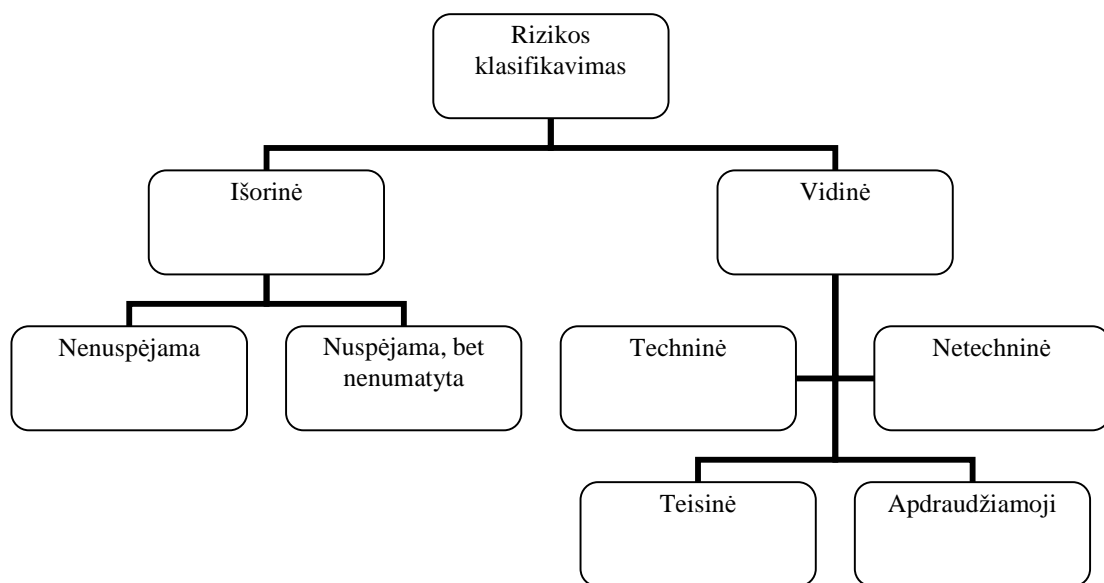 Rizikos
klasifikavimas
Išorinė
Vidinė
Nenuspėjama
Nuspėjama, bet
nenumatyta
Techninė
Netechninė
Teisinė
Apdraudžiamoji